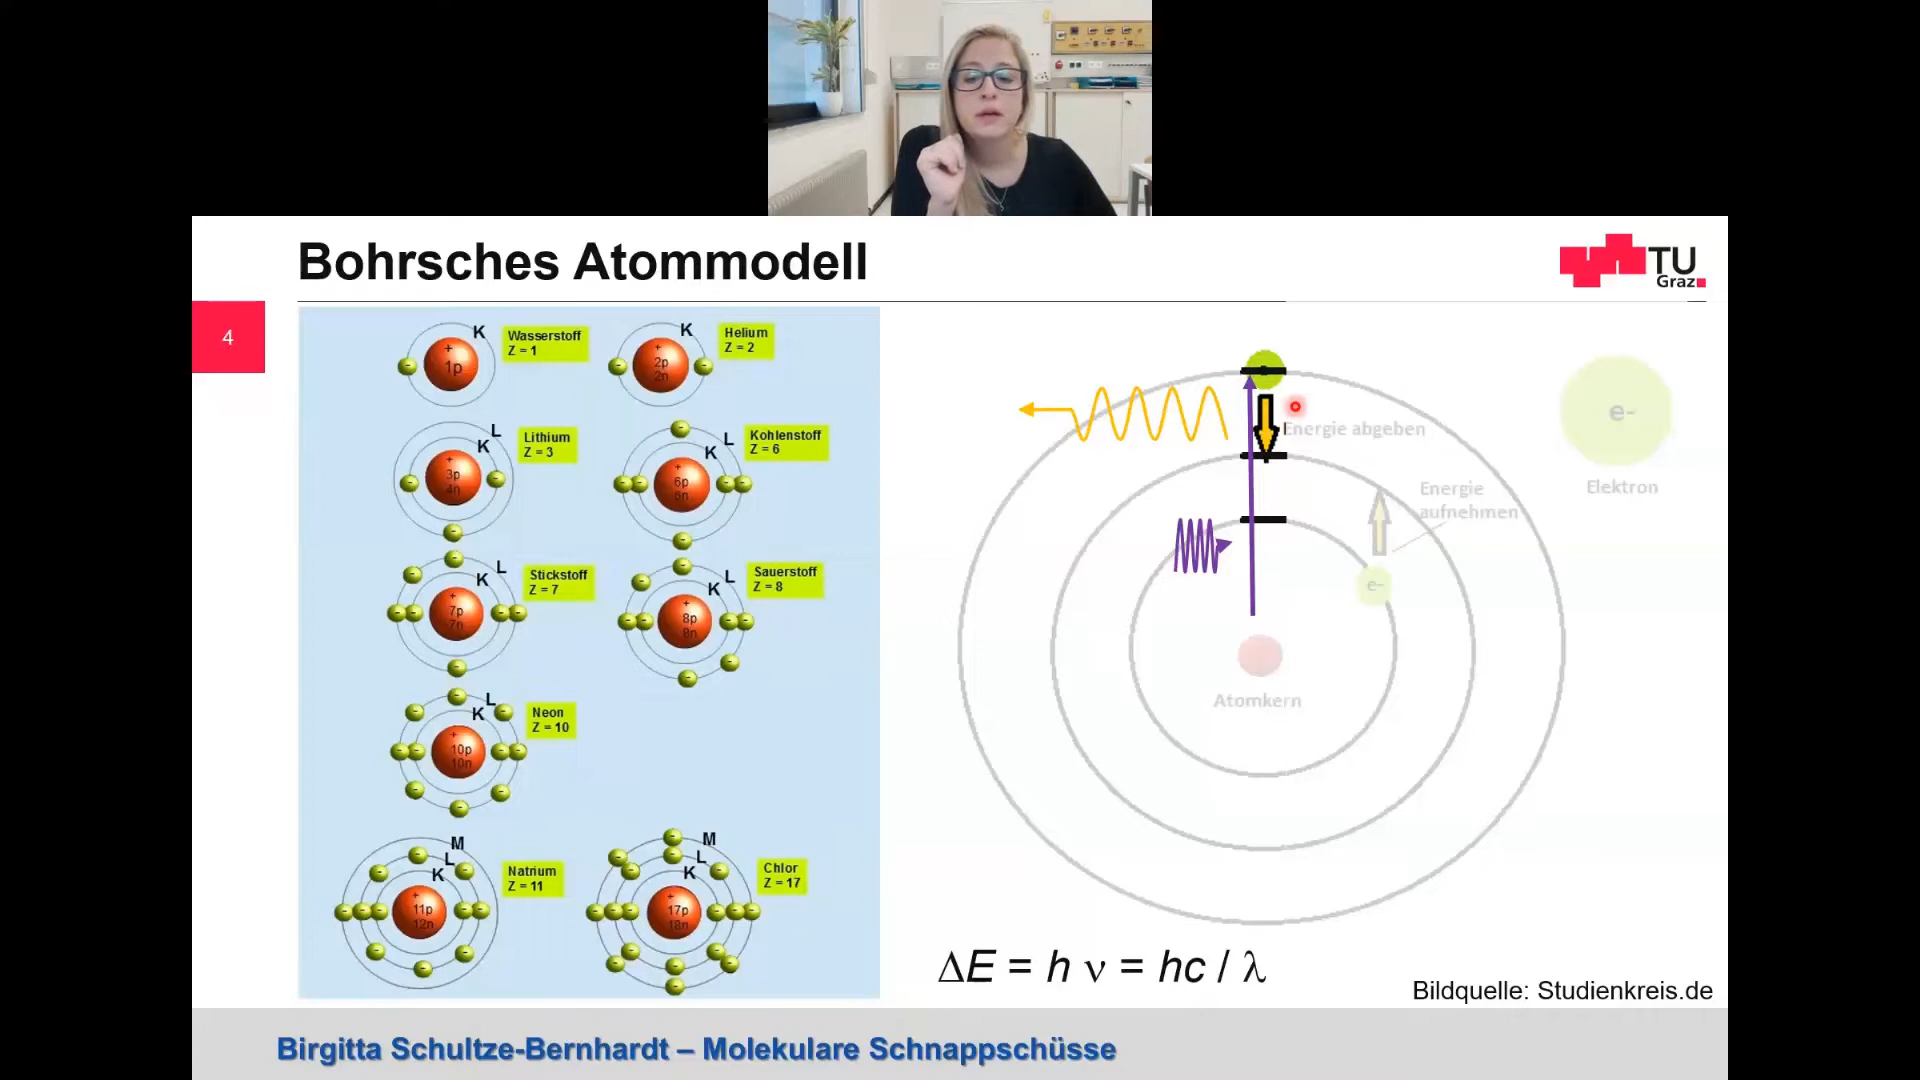 Bohrsches Atommodell
TU
Graz
4
K
Wasserstoff
Z = 1
+
1p
K
Helium
Z = 2
+
2p
2n
L
K
Lithium
Z = 3
+
3p
4n
L
K
Kohlenstoff
Z = 6
+
6p
6n
L
K
Stickstoff
Z = 7
+
7p
7n
L
K
Sauerstoff
Z = 8
+
8p
8n
L
K
Neon
Z = 10
+
10p
10n
M
L
K
Natrium
Z = 11
+
11p
12n
M
L
K
Chlor
Z = 17
+
17p
18n
Energie abgeben
Energie
aufnehmen
e-
e-
Elektron
Atomkern
ΔE = h ν = hc / λ
Bildquelle: Studienkreis.de
Birgitta Schultze-Bernhardt – Molekulare Schnappschüsse